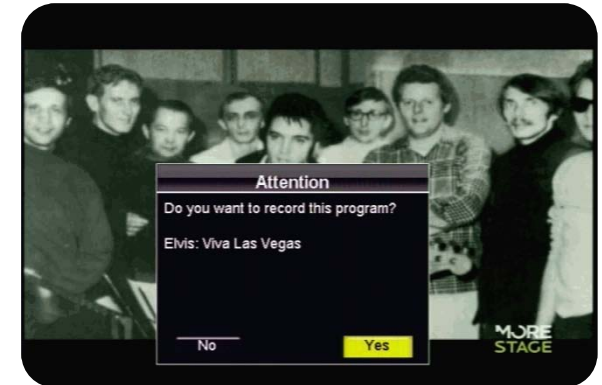 Attention
Do you want to record this program?
Elvis: Viva Las Vegas
No
Yes
MORE
STAGE